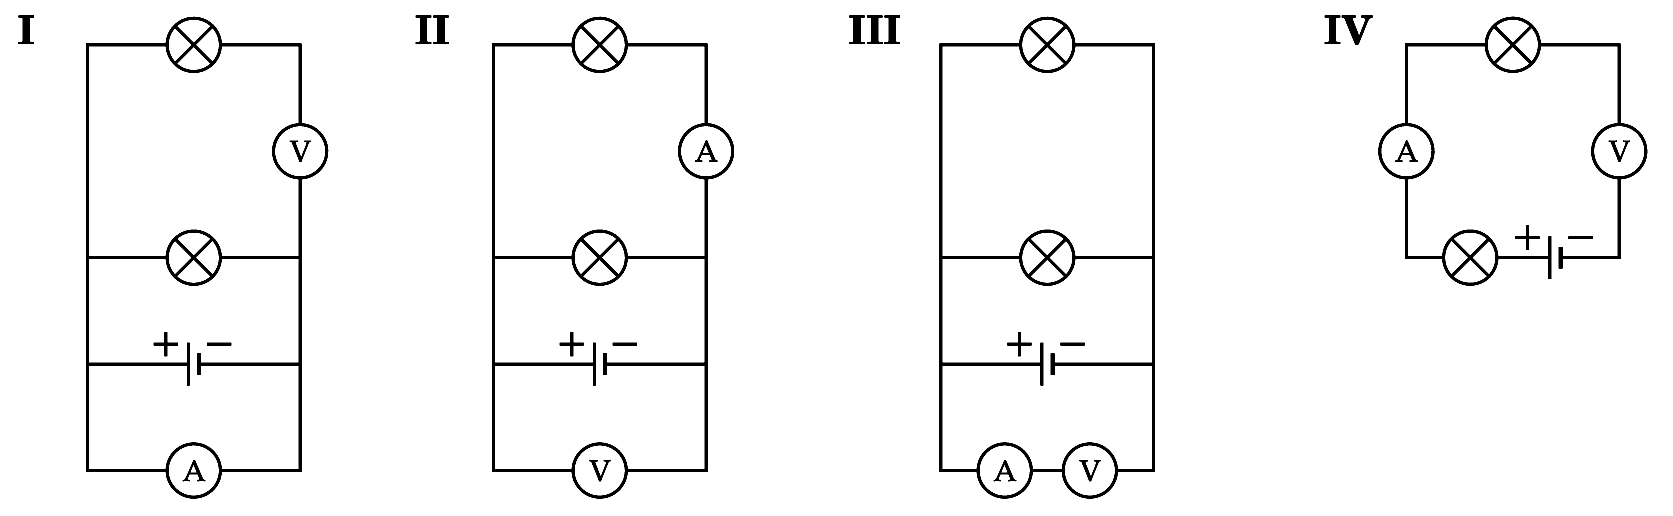 I II III IV
V A A V
+ −
+ − + − + −
A V A V